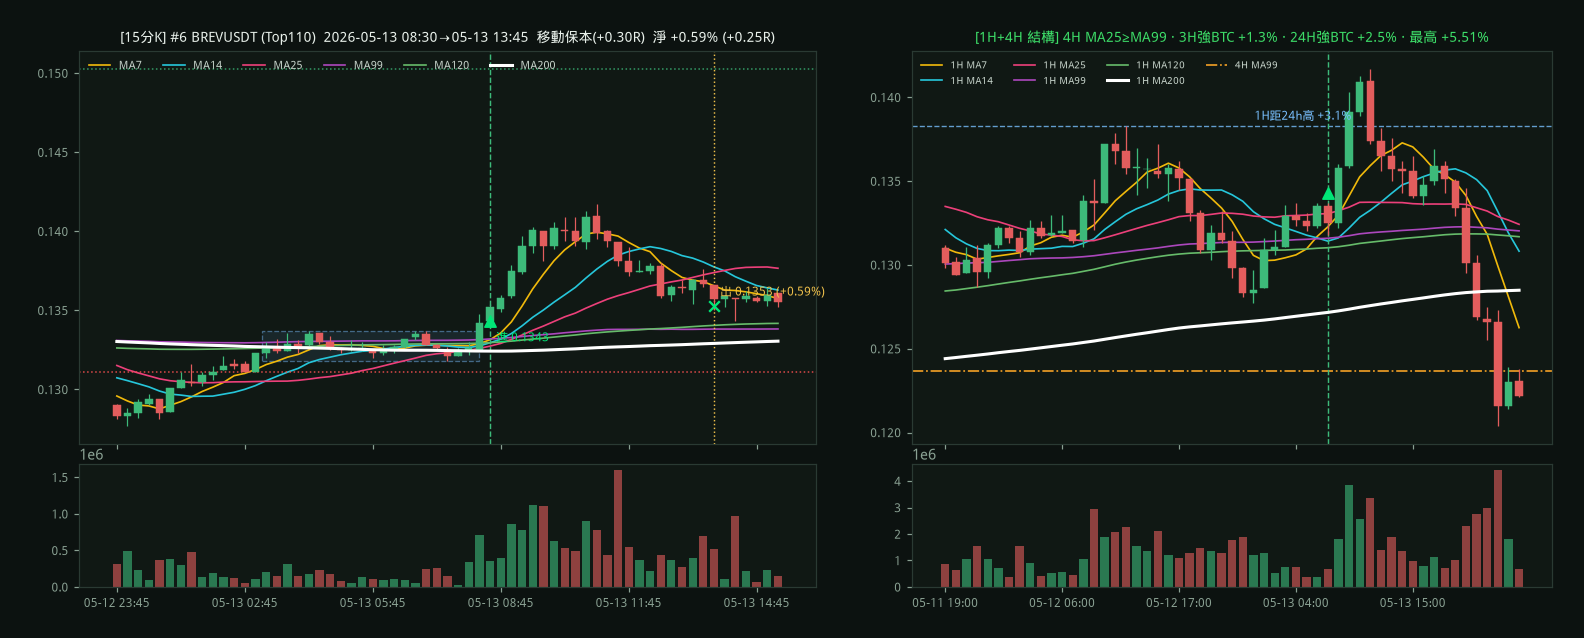 [15分K] #6 BREVUSDT (Top110)  2026-05-13 08:30→05-13 13:45  移動保本(+0.30R)  淨 +0.59% (+0.25R)
MA7 MA14 MA25 MA99 MA120 MA200
0.150
0.145
0.140
0.135
0.130
出 0.1358 (+0.59%)
1e6
1.5
1.0
0.5
0.0
05-12 23:45 05-13 02:45 05-13 05:45 05-13 08:45 05-13 11:45 05-13 14:45
[1H+4H 結構] 4H MA25≥MA99 · 3H強BTC +1.3% · 24H強BTC +2.5% · 最高 +5.51%
1H MA7 1H MA25 1H MA120 4H MA99
1H MA14 1H MA99 1H MA200
1H距24h高 +3.1%
0.140
0.135
0.130
0.125
0.120
1e6
4
3
2
1
0
05-11 19:00 05-12 06:00 05-12 17:00 05-13 04:00 05-13 15:00